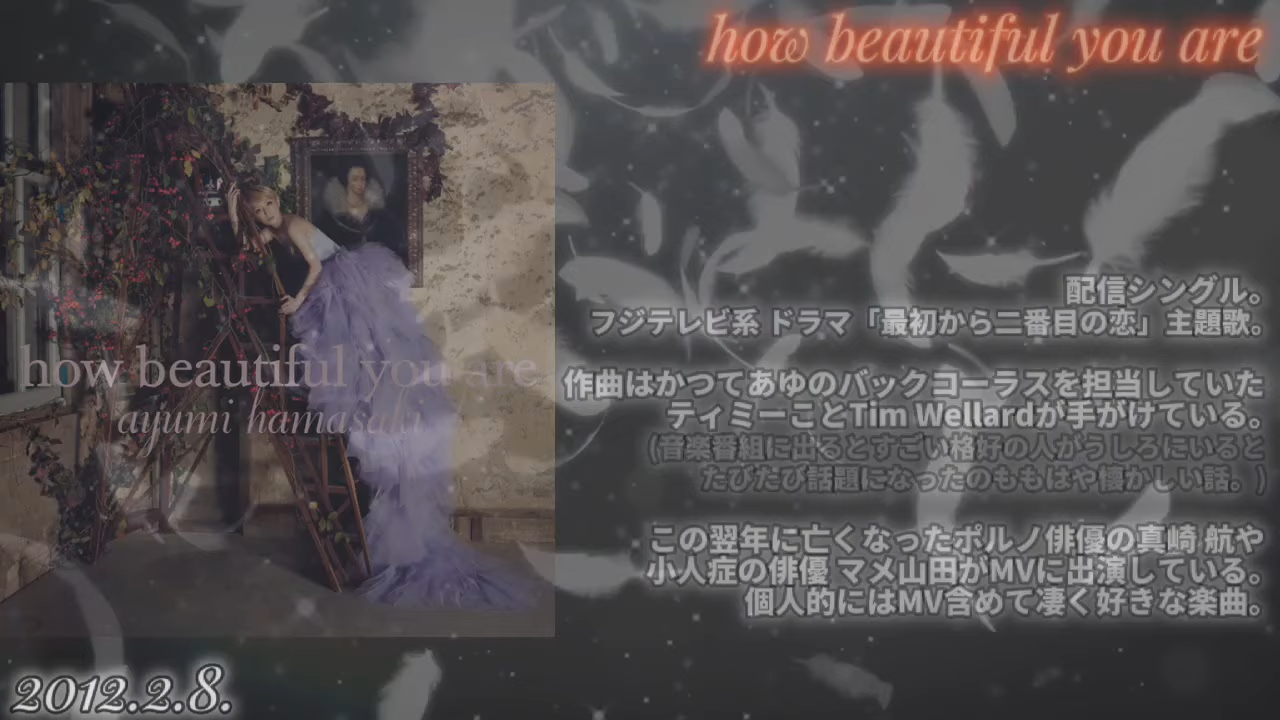 how beautiful you are
how beautiful you are
ayumi hamasaki
配信シングル。
フジテレビ系 ドラマ「最初から二番目の恋」主題歌。
作曲はかつてあゆのバックコーラスを担当していた
ティミーことTim Wellardが手がけている。
(音楽番組に出るとすごい格好の人がうしろにいると
たびたび話題になったのももはや懐かしい話。)
この翌年に亡くなったポルノ俳優の真崎 航や
小人症の俳優 マメ山田がMVに出演している。
個人的にはMV含めて凄く好きな楽曲。
2012.2.8.